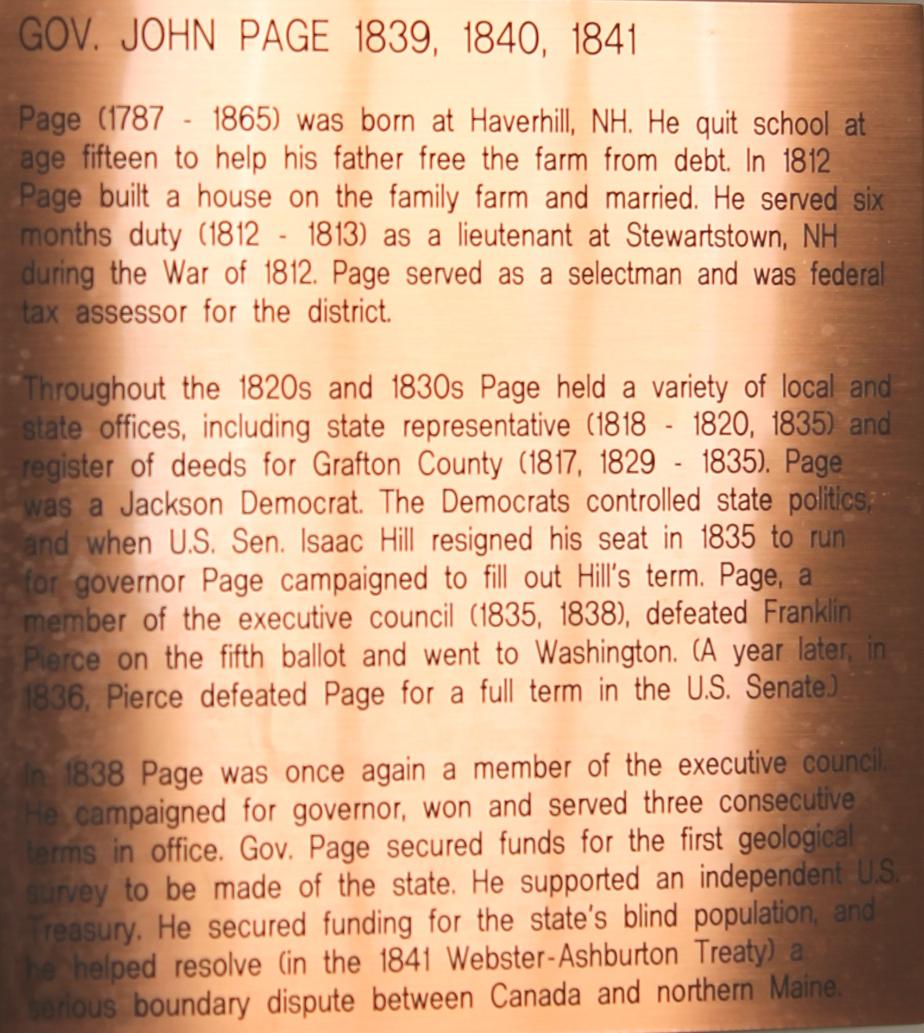 GOV. JOHN PAGE 1839, 1840, 1841
Page (1787 - 1865) was born at Haverhill, NH. He quit school at
age fifteen to help his father free the farm from debt. In 1812
Page built a house on the family farm and married. He served six
months duty (1812 - 1813) as a lieutenant at Stewartstown, NH
during the War of 1812. Page served as a selectman and was federal
tax assessor for the district.
Throughout the 1820s and 1830s Page held a variety of local and
state offices, including state representative (1818 - 1820, 1835) and
register of deeds for Grafton County (1817, 1829 - 1835). Page
was a Jackson Democrat. The Democrats controlled state politics,
and when U.S. Sen. Isaac Hill resigned his seat in 1835 to run
for governor Page campaigned to fill out Hill's term. Page, a
member of the executive council (1835, 1838), defeated Franklin
Pierce on the fifth ballot and went to Washington. (A year later, in
1836, Pierce defeated Page for a full term in the U.S. Senate.)
In 1838 Page was once again a member of the executive council.
He campaigned for governor, won and served three consecutive
terms in office. Gov. Page secured funds for the first geological
survey to be made of the state. He supported an independent U.S.
Treasury. He secured funding for the state's blind population, and
he helped resolve (in the 1841 Webster-Ashburton Treaty) a
serious boundary dispute between Canada and northern Maine.